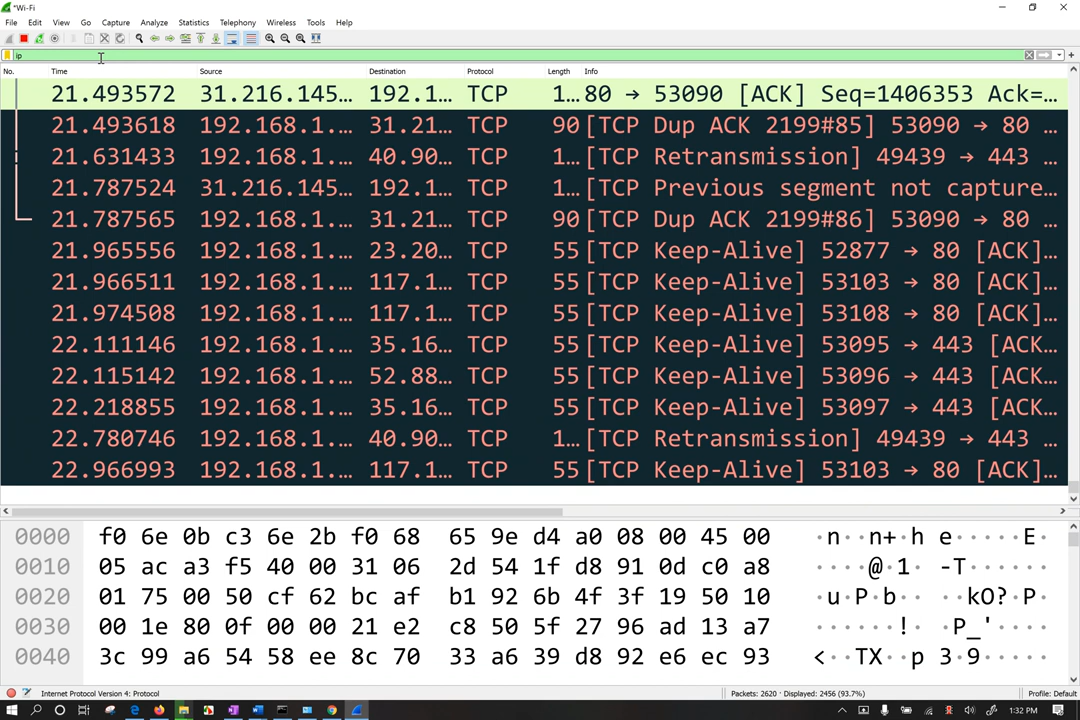 *Wi-Fi
File Edit View Go Capture Analyze Statistics Telephony Wireless Tools Help
ip
No. Time Source Destination Protocol Length Info
21.493572 31.216.145… 192.1… TCP 1… 80 → 53090 [ACK] Seq=1406353 Ack=…
21.493618 192.168.1.… 31.21… TCP 90 [TCP Dup ACK 2199#85] 53090 → 80 …
21.631433 192.168.1.… 40.90… TCP 1… [TCP Retransmission] 49439 → 443 …
21.787524 31.216.145… 192.1… TCP 1… [TCP Previous segment not capture…
21.787565 192.168.1.… 31.21… TCP 90 [TCP Dup ACK 2199#86] 53090 → 80 …
21.965556 192.168.1.… 23.20… TCP 55 [TCP Keep-Alive] 52877 → 80 [ACK]…
21.966511 192.168.1.… 117.1… TCP 55 [TCP Keep-Alive] 53103 → 80 [ACK]…
21.974508 192.168.1.… 117.1… TCP 55 [TCP Keep-Alive] 53108 → 80 [ACK]…
22.111146 192.168.1.… 35.16… TCP 55 [TCP Keep-Alive] 53095 → 443 [ACK…
22.115142 192.168.1.… 52.88… TCP 55 [TCP Keep-Alive] 53096 → 443 [ACK…
22.218855 192.168.1.… 35.16… TCP 55 [TCP Keep-Alive] 53097 → 443 [ACK…
22.780746 192.168.1.… 40.90… TCP 1… [TCP Retransmission] 49439 → 443 …
22.966993 192.168.1.… 117.1… TCP 55 [TCP Keep-Alive] 53103 → 80 [ACK]…
0000 f0 6e 0b c3 6e 2b f0 68 65 9e d4 a0 08 00 45 00 ·n··n+·h e·····E·
0010 05 ac a3 f5 40 00 31 06 2d 54 1f d8 91 0d c0 a8 ····@·1· -T······
0020 01 75 00 50 cf 62 bc af b1 92 6b 4f 3f 19 50 10 ·u·P·b·· ··kO?·P·
0030 00 1e 80 0f 00 00 21 e2 c8 50 5f 27 96 ad 13 a7 ······!· ·P_'····
0040 3c 99 a6 54 58 ee 8c 70 33 a6 39 d8 92 e6 ec 93 <··TX··p 3·9·····
Internet Protocol Version 4: Protocol Packets: 2620 · Displayed: 2456 (93.7%) Profile: Default
1:32 PM